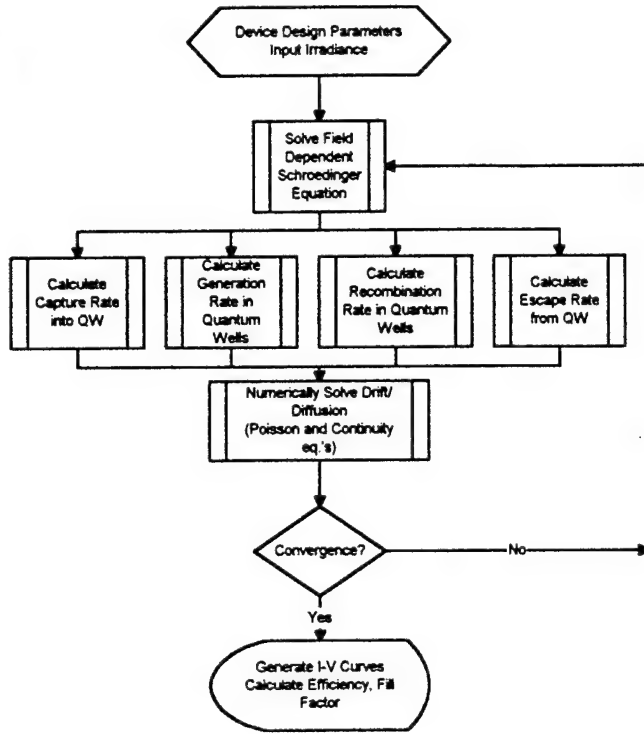 Device Design Parameters
Input Irradiance
Solve Field
Dependent
Schroedinger
Equation
Calculate
Capture Rate
into QW
Calculate
Generation
Rate in
Quantum
Wells
Calculate
Recombination
Rate in Quantum
Wells
Calculate
Escape Rate
from QW
Numerically Solve Drift/
Diffusion
(Poisson and Continuity
eq.'s)
Convergence?
No
Yes
Generate I-V Curves
Calculate Efficiency, Fill
Factor